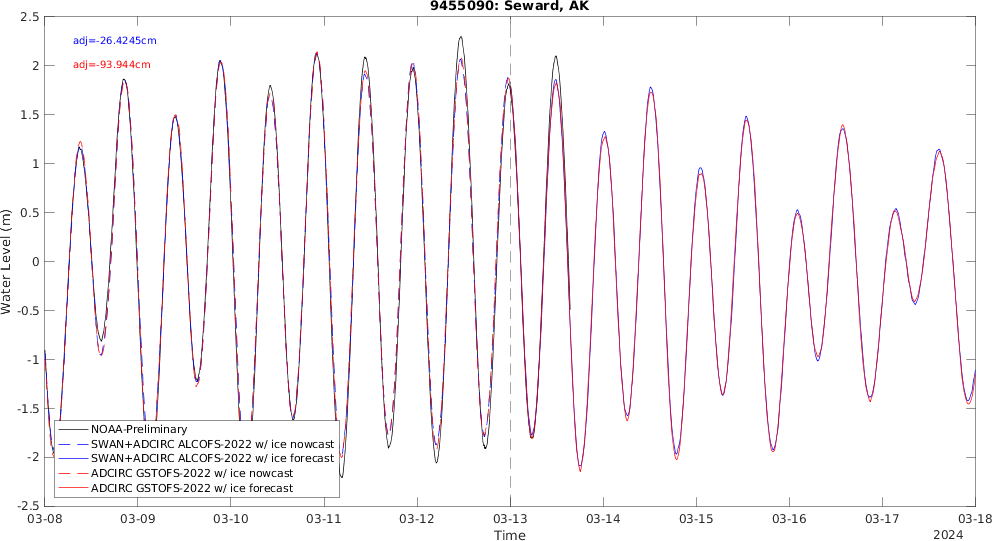 9455090: Seward, AK
adj=-26.4245cm
adj=-93.944cm
2.5
2
1.5
1
0.5
0
-0.5
-1
-1.5
-2
-2.5
Water Level (m)
NOAA-Preliminary
SWAN+ADCIRC ALCOFS-2022 w/ ice nowcast
SWAN+ADCIRC ALCOFS-2022 w/ ice forecast
ADCIRC GSTOFS-2022 w/ ice nowcast
ADCIRC GSTOFS-2022 w/ ice forecast
03-08 03-09 03-10 03-11 03-12 03-13 03-14 03-15 03-16 03-17 03-18
Time
2024